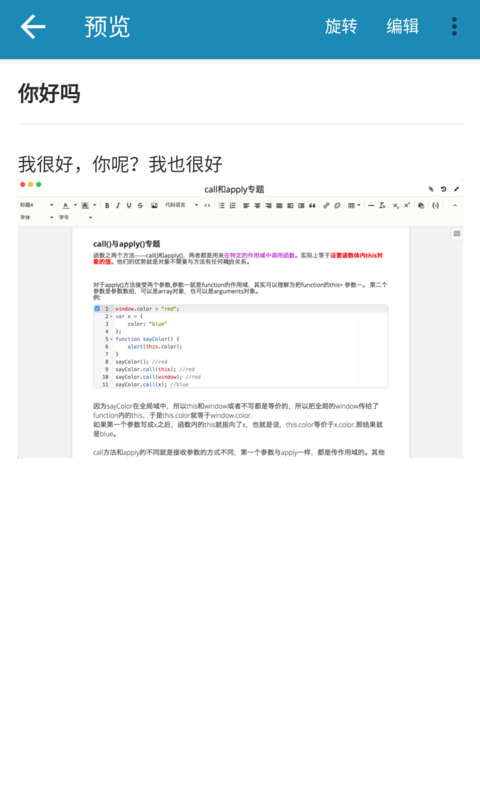 预览 旋转 编辑
你好吗
我很好，你呢？我也很好
call和apply专题
标题4 A A B I U S 代码语言
字体 字号
call()与apply()专题
函数之两个方法——call()和apply()。两者都是用来在特定的作用域中调用函数。实际上等于设置函数体内this对
象的值。他们的优势就是对象不需要与方法有任何耦合关系。
对于apply()方法接受两个参数,参数一就是function的作用域，其实可以理解为把function的this= 参数一。 第二个
参数是参数数组，可以是array对象，也可以是arguments对象。
例:
1 window.color = "red";
2 var x = {
3 color: "blue"
4 };
5 function sayColor() {
6 alert(this.color);
7 }
8 sayColor(); //red
9 sayColor.call(this); //red
10 sayColor.call(window); //red
11 sayColor.call(x); //blue
因为sayColor在全局域中，所以this和window或者不写都是等价的，所以把全局的window传给了
function内的this，于是this.color就等于window.color.
如果第一个参数写成x之后，函数内的this就指向了x，也就是说，this.color等价于x.color.那结果就
是blue。
call方法和apply的不同就是接收参数的方式不同，第一个参数与apply一样，都是传作用域的。其他